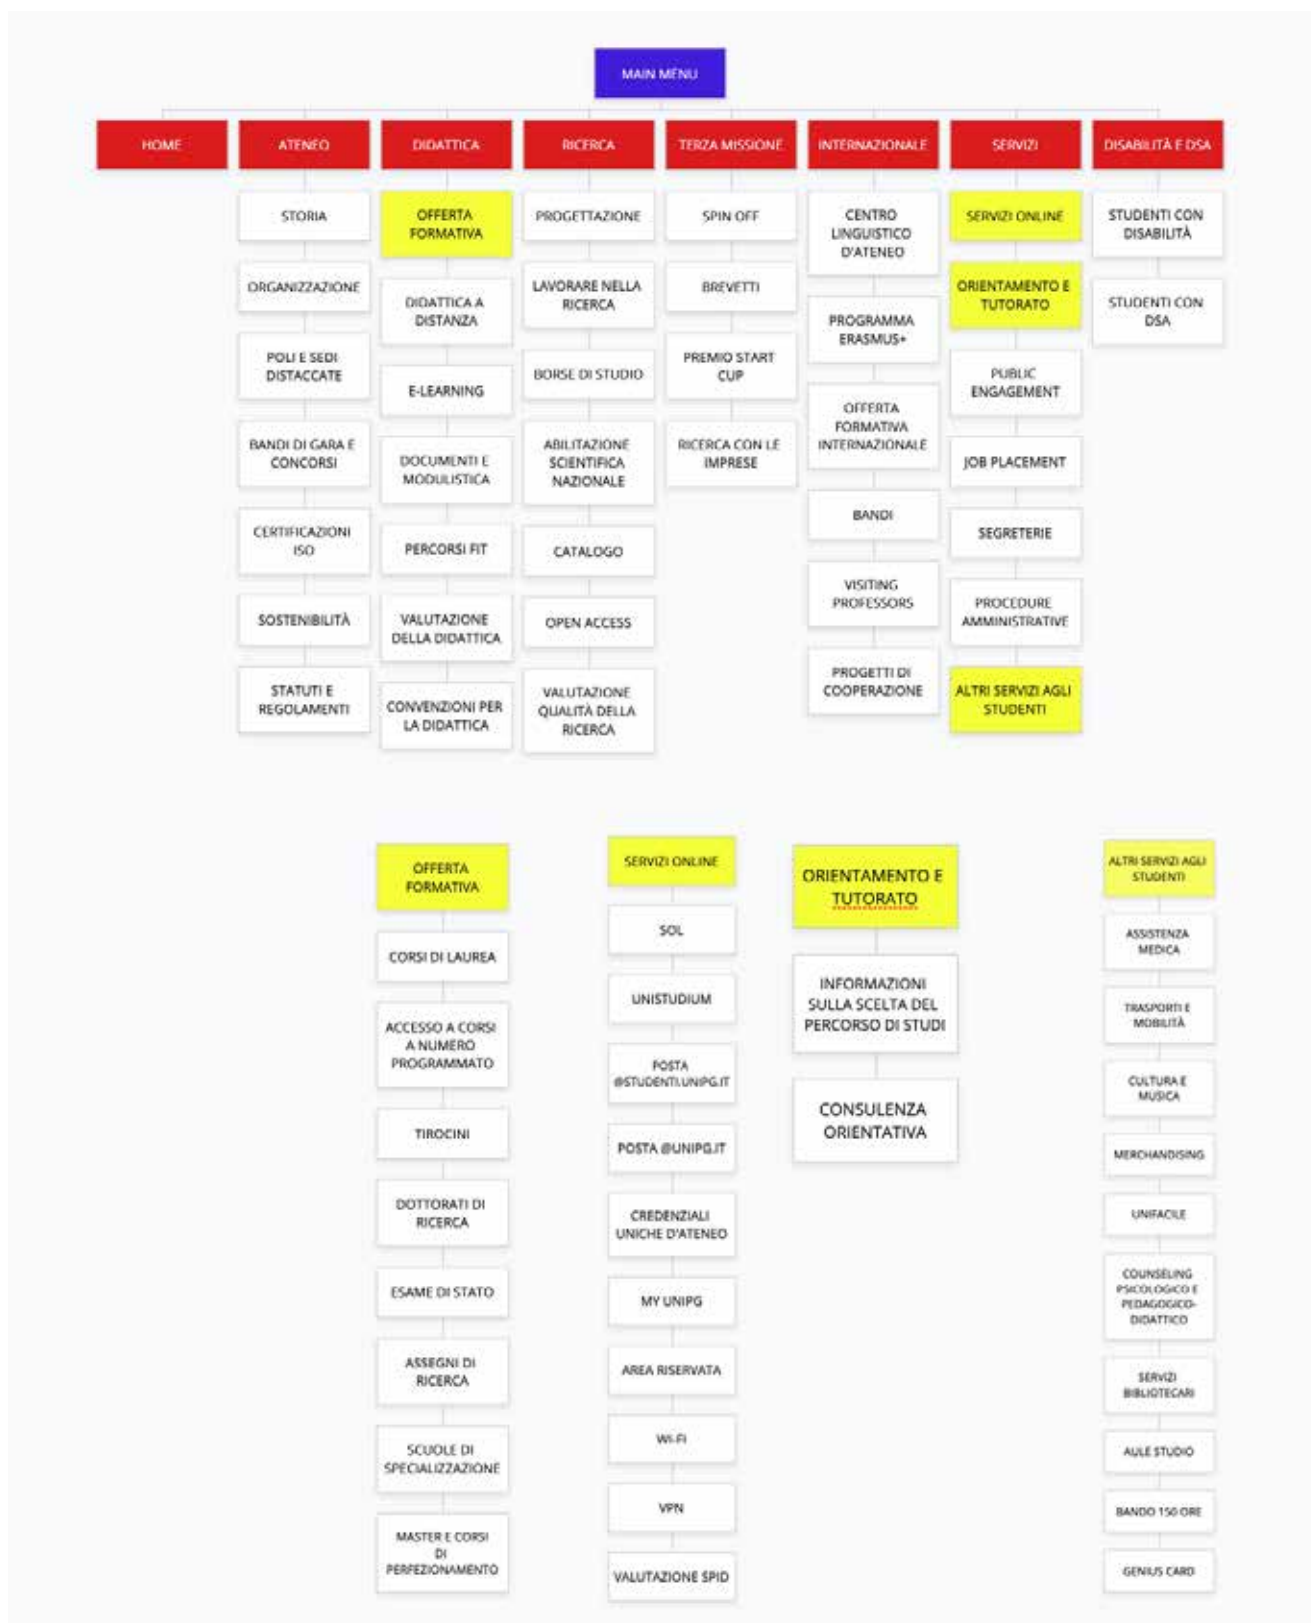 MAIN MENU
HOME
ATENEO
DIDATTICA
RICERCA
TERZA MISSIONE
INTERNAZIONALE
SERVIZI
DISABILITÀ E DSA
STORIA
ORGANIZZAZIONE
POLI E SEDI
DISTACCATE
BANDI DI GARA E
CONCORSI
CERTIFICAZIONI
ISO
SOSTENIBILITÀ
STATUTI E
REGOLAMENTI
OFFERTA
FORMATIVA
DIDATTICA A
DISTANZA
E-LEARNING
DOCUMENTI E
MODULISTICA
PERCORSI FIT
VALUTAZIONE
DELLA DIDATTICA
CONVENZIONI PER
LA DIDATTICA
PROGETTAZIONE
LAVORARE NELLA
RICERCA
BORSE DI STUDIO
ABILITAZIONE
SCIENTIFICA
NAZIONALE
CATALOGO
OPEN ACCESS
VALUTAZIONE
QUALITÀ DELLA
RICERCA
SPIN OFF
BREVETTI
PREMIO START
CUP
RICERCA CON LE
IMPRESE
CENTRO
LINGUISTICO
D'ATENEO
PROGRAMMA
ERASMUS+
OFFERTA
FORMATIVA
INTERNAZIONALE
BANDI
VISITING
PROFESSORS
PROGETTI DI
COOPERAZIONE
SERVIZI ONLINE
ORIENTAMENTO E
TUTORATO
PUBLIC
ENGAGEMENT
JOB PLACEMENT
SEGRETERIE
PROCEDURE
AMMINISTRATIVE
ALTRI SERVIZI AGLI
STUDENTI
STUDENTI CON
DISABILITÀ
STUDENTI CON
DSA
OFFERTA
FORMATIVA
CORSI DI LAUREA
ACCESSO A CORSI
A NUMERO
PROGRAMMATO
TIROCINI
DOTTORATI DI
RICERCA
ESAME DI STATO
ASSEGNI DI
RICERCA
SCUOLE DI
SPECIALIZZAZIONE
MASTER E CORSI
DI
PERFEZIONAMENTO
SERVIZI ONLINE
SOL
UNISTUDIUM
POSTA
@STUDENTI.UNIPG.IT
POSTA @UNIPG.IT
CREDENZIALI
UNICHE D'ATENEO
MY UNIPG
AREA RISERVATA
WI-FI
VPN
VALUTAZIONE SPID
ORIENTAMENTO E
TUTORATO
INFORMAZIONI
SULLA SCELTA DEL
PERCORSO DI STUDI
CONSULENZA
ORIENTATIVA
ALTRI SERVIZI AGLI
STUDENTI
ASSISTENZA
MEDICA
TRASPORTI E
MOBILITÀ
CULTURA E
MUSICA
MERCHANDISING
UNIFACILE
COUNSELING
PSICOLOGICO E
PEDAGOGICO-
DIDATTICO
SERVIZI
BIBLIOTECARI
AULE STUDIO
BANDO 150 ORE
GENIUS CARD